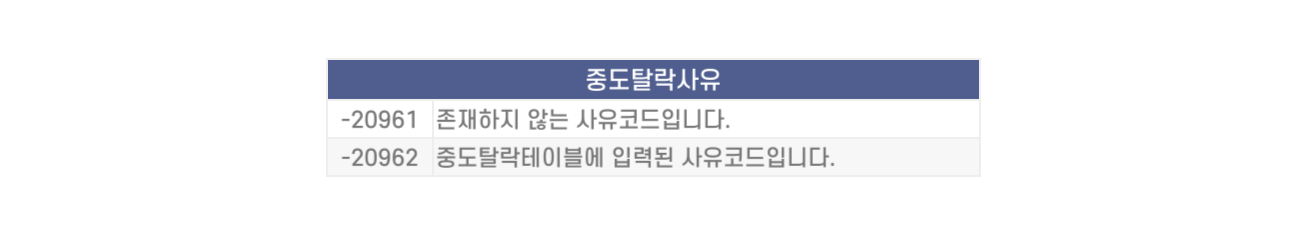 중도탈락사유
-20961 존재하지 않는 사유코드입니다.
-20962 중도탈락테이블에 입력된 사유코드입니다.